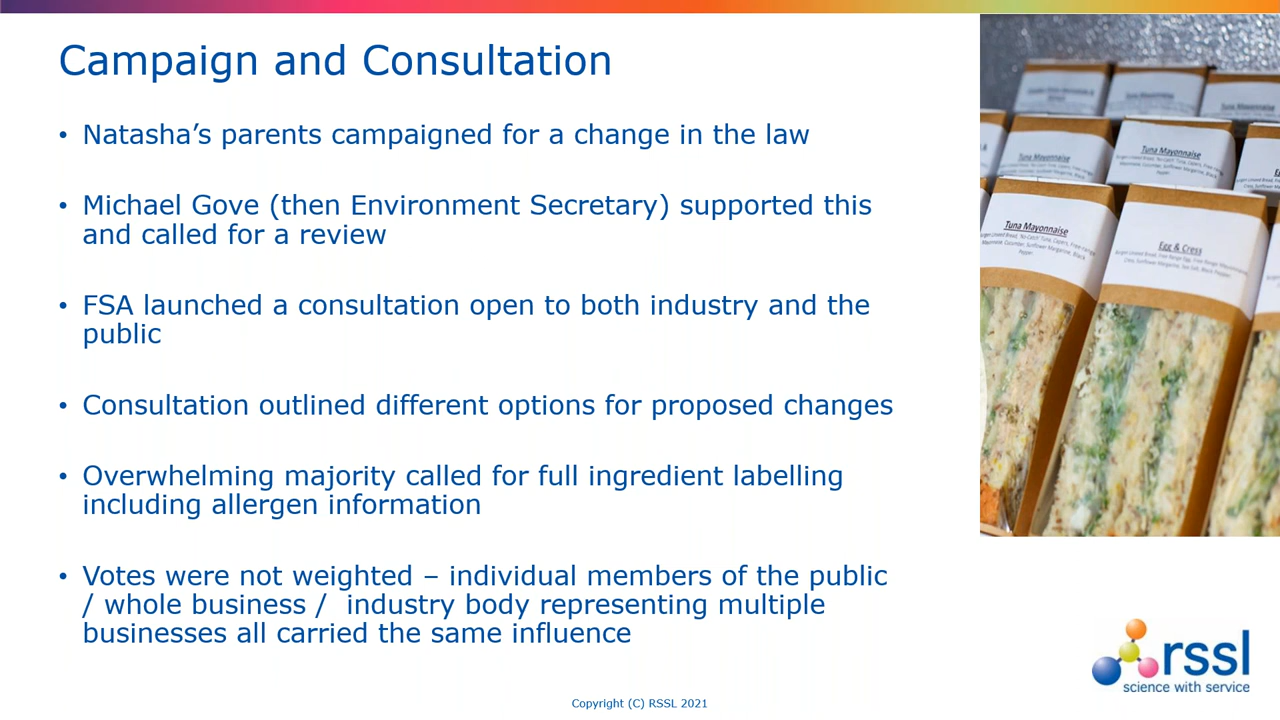 Campaign and Consultation
• Natasha’s parents campaigned for a change in the law
• Michael Gove (then Environment Secretary) supported this
and called for a review
• FSA launched a consultation open to both industry and the
public
• Consultation outlined different options for proposed changes
• Overwhelming majority called for full ingredient labelling
including allergen information
• Votes were not weighted – individual members of the public
/ whole business / industry body representing multiple
businesses all carried the same influence
Tuna Mayonnaise
Tuna Mayonnaise
Tuna Mayonnaise
Tuna Mayonnaise
Egg & Cress
rssl
science with service
Copyright (C) RSSL 2021